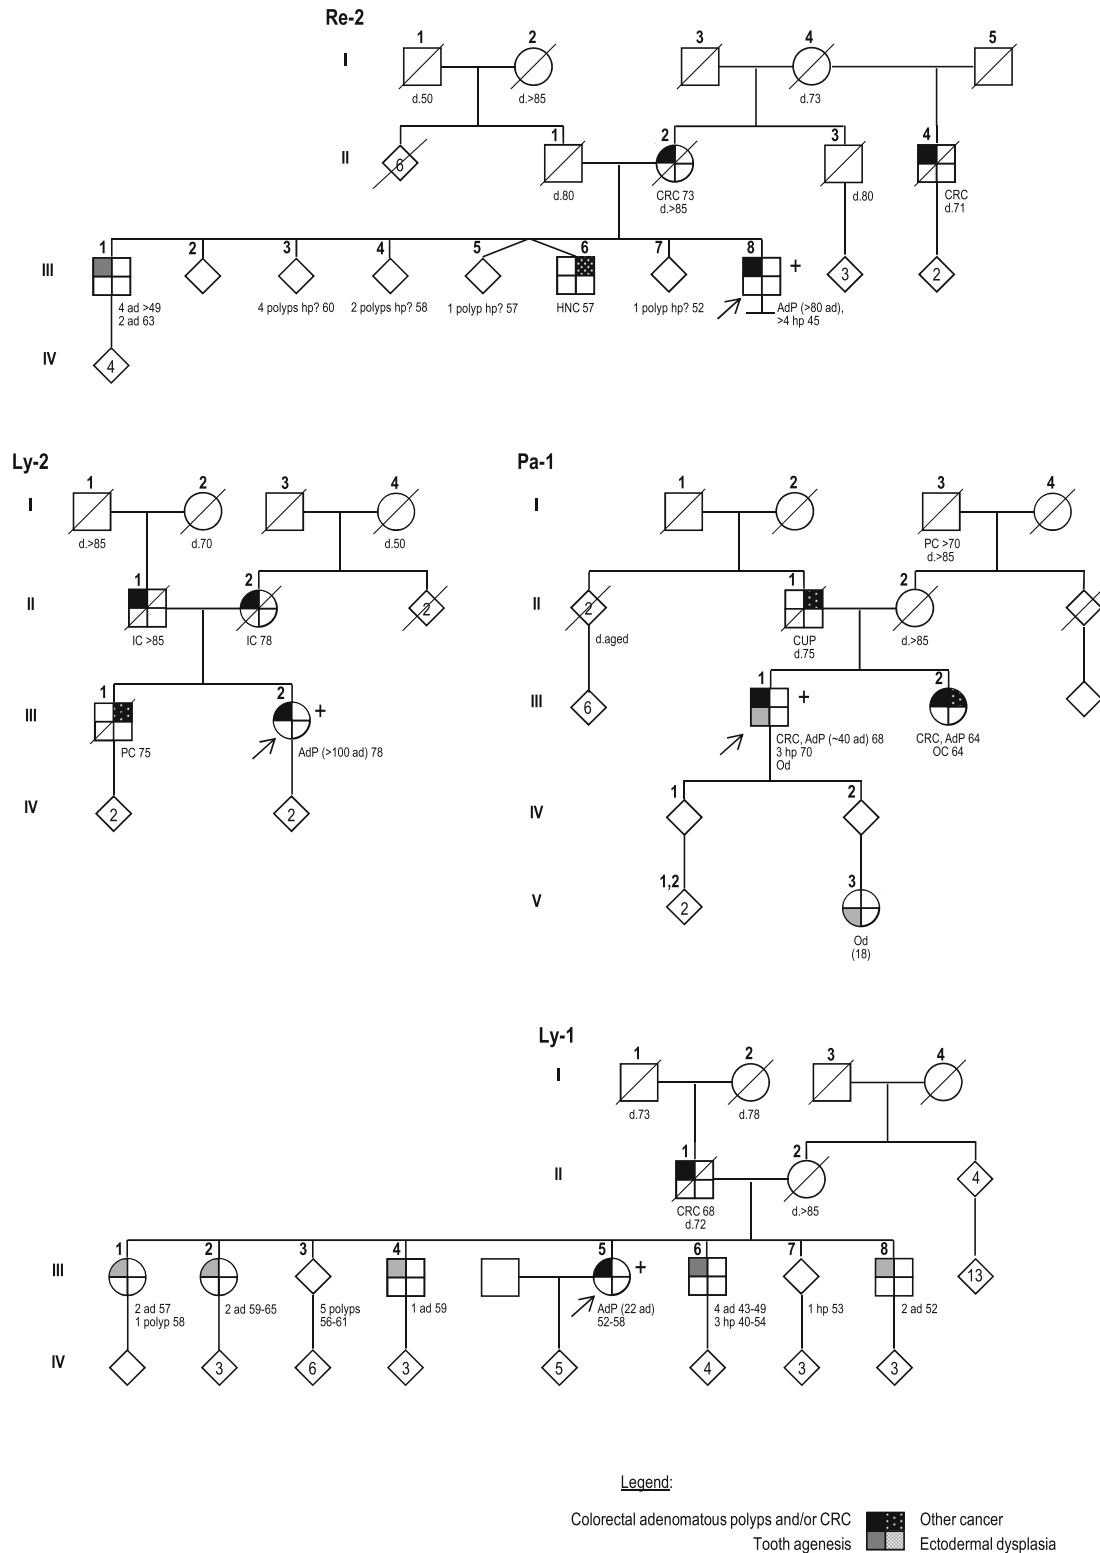 Re-2
1 2 3 4 5
I
d.50 d.>85 d.73
1 2 3 4
II
6
CRC 73
d.>85
d.80 d.80 CRC
d.71
1 2 3 4 5 6 7 8
III
+
3 2
4 ad >49
2 ad 63
4 polyps hp? 60 2 polyps hp? 58 1 polyp hp? 57 HNC 57 1 polyp hp? 52
AdP (>80 ad),
>4 hp 45
IV
4
Ly-2
1 2 3 4
I
d.>85 d.70 d.50
1 2
II
2
IC >85 IC 78
1 2
III
+
PC 75 AdP (>100 ad) 78
IV
2 2
Pa-1
1 2 3 4
I
PC >70
d.>85
1 2
II
2
d.aged
CUP
d.75
d.>85
1 2
III
6
+
CRC, AdP (~40 ad) 68
3 hp 70
Od
CRC, AdP 64
OC 64
1 2
IV
1,2 3
V
2
Od
(18)
Ly-1
1 2 3 4
I
d.73 d.78
1 2
II
4
CRC 68
d.72
d.>85
1 2 3 4 5 6 7 8
III
+
13
2 ad 57
1 polyp 58
2 ad 59-65
5 polyps
56-61
1 ad 59
AdP (22 ad)
52-58
4 ad 43-49
3 hp 40-54
1 hp 53
2 ad 52
IV
3 6 3 5 4 3 3
Legend:
Colorectal adenomatous polyps and/or CRC Other cancer
Tooth agenesis Ectodermal dysplasia